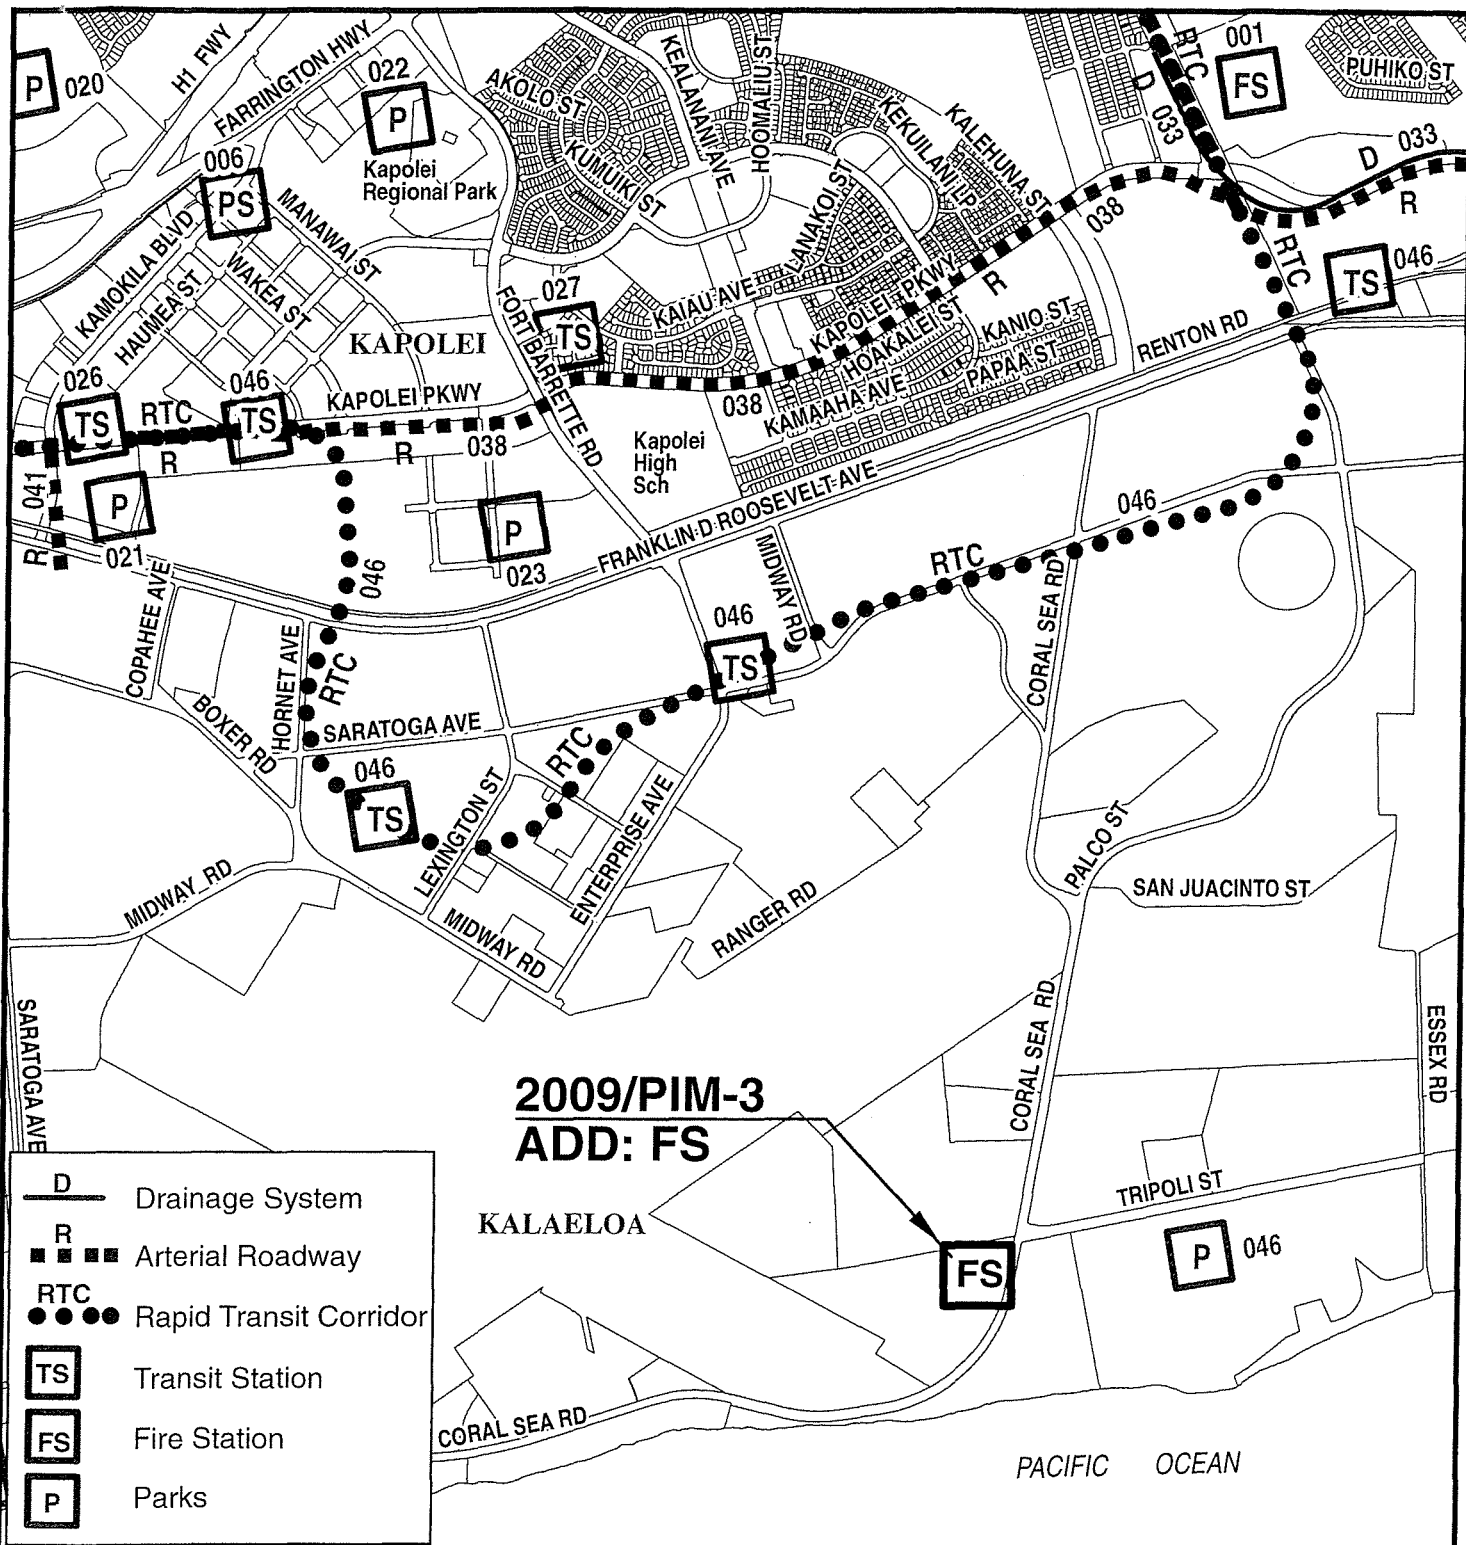 P
020
H1 FWY
FARRINGTON HWY
022
P
Kapolei
Regional Park
006
PS
MANAWAI ST
KAMOKILA BLVD
HAUMEA ST
WAKEA ST
AKOLO ST
KUMUIKI ST
KEALANANI AVE
HOOMALIU ST
LANAKOI ST
KEKUILANI LP
KALEHUNA ST
RTC
D
033
001
FS
PUHIKO ST
D
033
R
038
RTC
046
TS
RENTON RD
027
TS
KAIAU AVE
KAPOLEI PKWY
R
HOAKALEI ST
KANIO ST
PAPAA ST
KAMAAHA AVE
038
KAPOLEI
FORT BARRETTE RD
026
TS
RTC
R
046
TS
KAPOLEI PKWY
R
038
Kapolei
High
Sch
041
R
P
021
046
P
023
FRANKLIN D ROOSEVELT AVE
MIDWAY RD
046
RTC
CORAL SEA RD
COPAHEE AVE
HORNET AVE
RTC
BOXER RD
SARATOGA AVE
046
TS
046
TS
RTC
LEXINGTON ST
ENTERPRISE AVE
MIDWAY RD
MIDWAY RD
RANGER RD
PALCO ST
SAN JUACINTO ST
SARATOGA AVE
CORAL SEA RD
ESSEX RD
2009/PIM-3
ADD: FS
KALAELOA
TRIPOLI ST
FS
P
046
CORAL SEA RD
PACIFIC OCEAN
D
Drainage System
R
Arterial Roadway
RTC
Rapid Transit Corridor
TS
Transit Station
FS
Fire Station
P
Parks